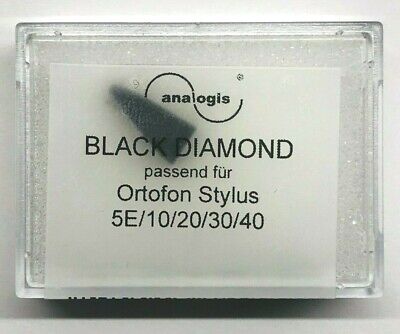 ® ®
analogis
BLACK DIAMOND
passend für
Ortofon Stylus
5E/10/20/30/40